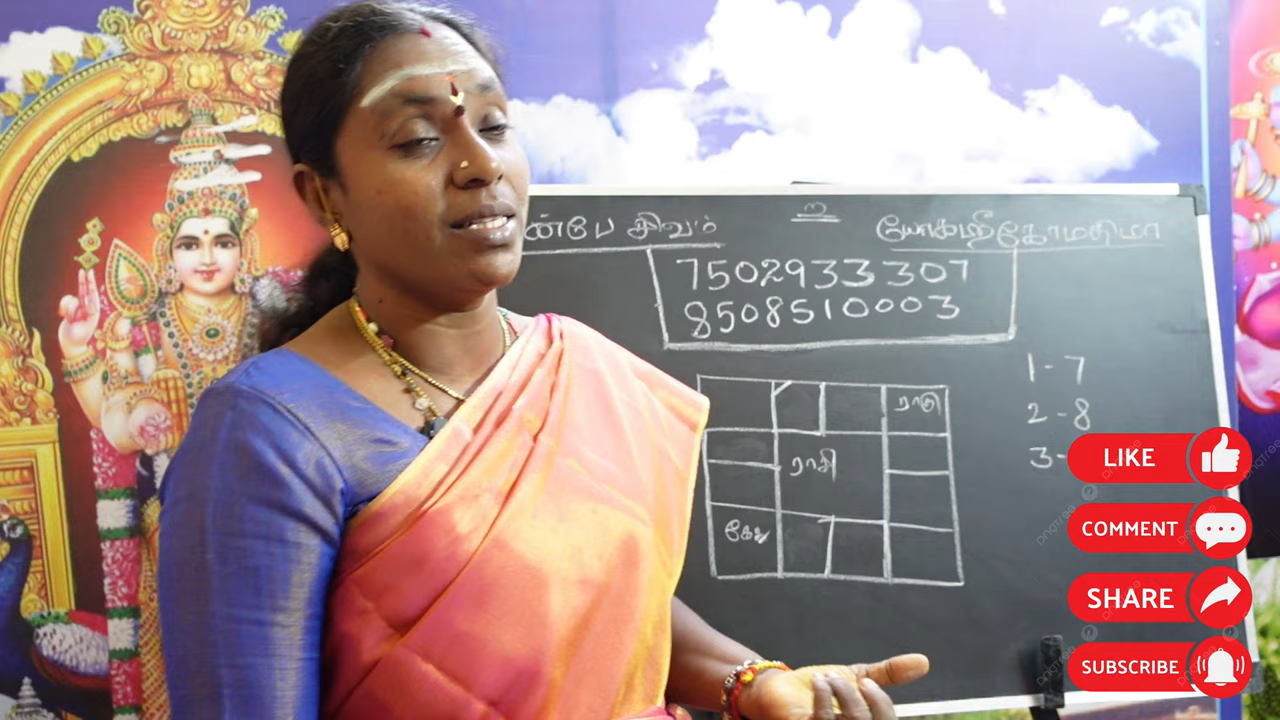 உ
ன்பே சிவம் யோகஸ்ரீகோமதிமா
7502933307
8508510003
1-7
ராகு
2-8
ராசி
3-
LIKE
COMMENT
கேது
SHARE
SUBSCRIBE